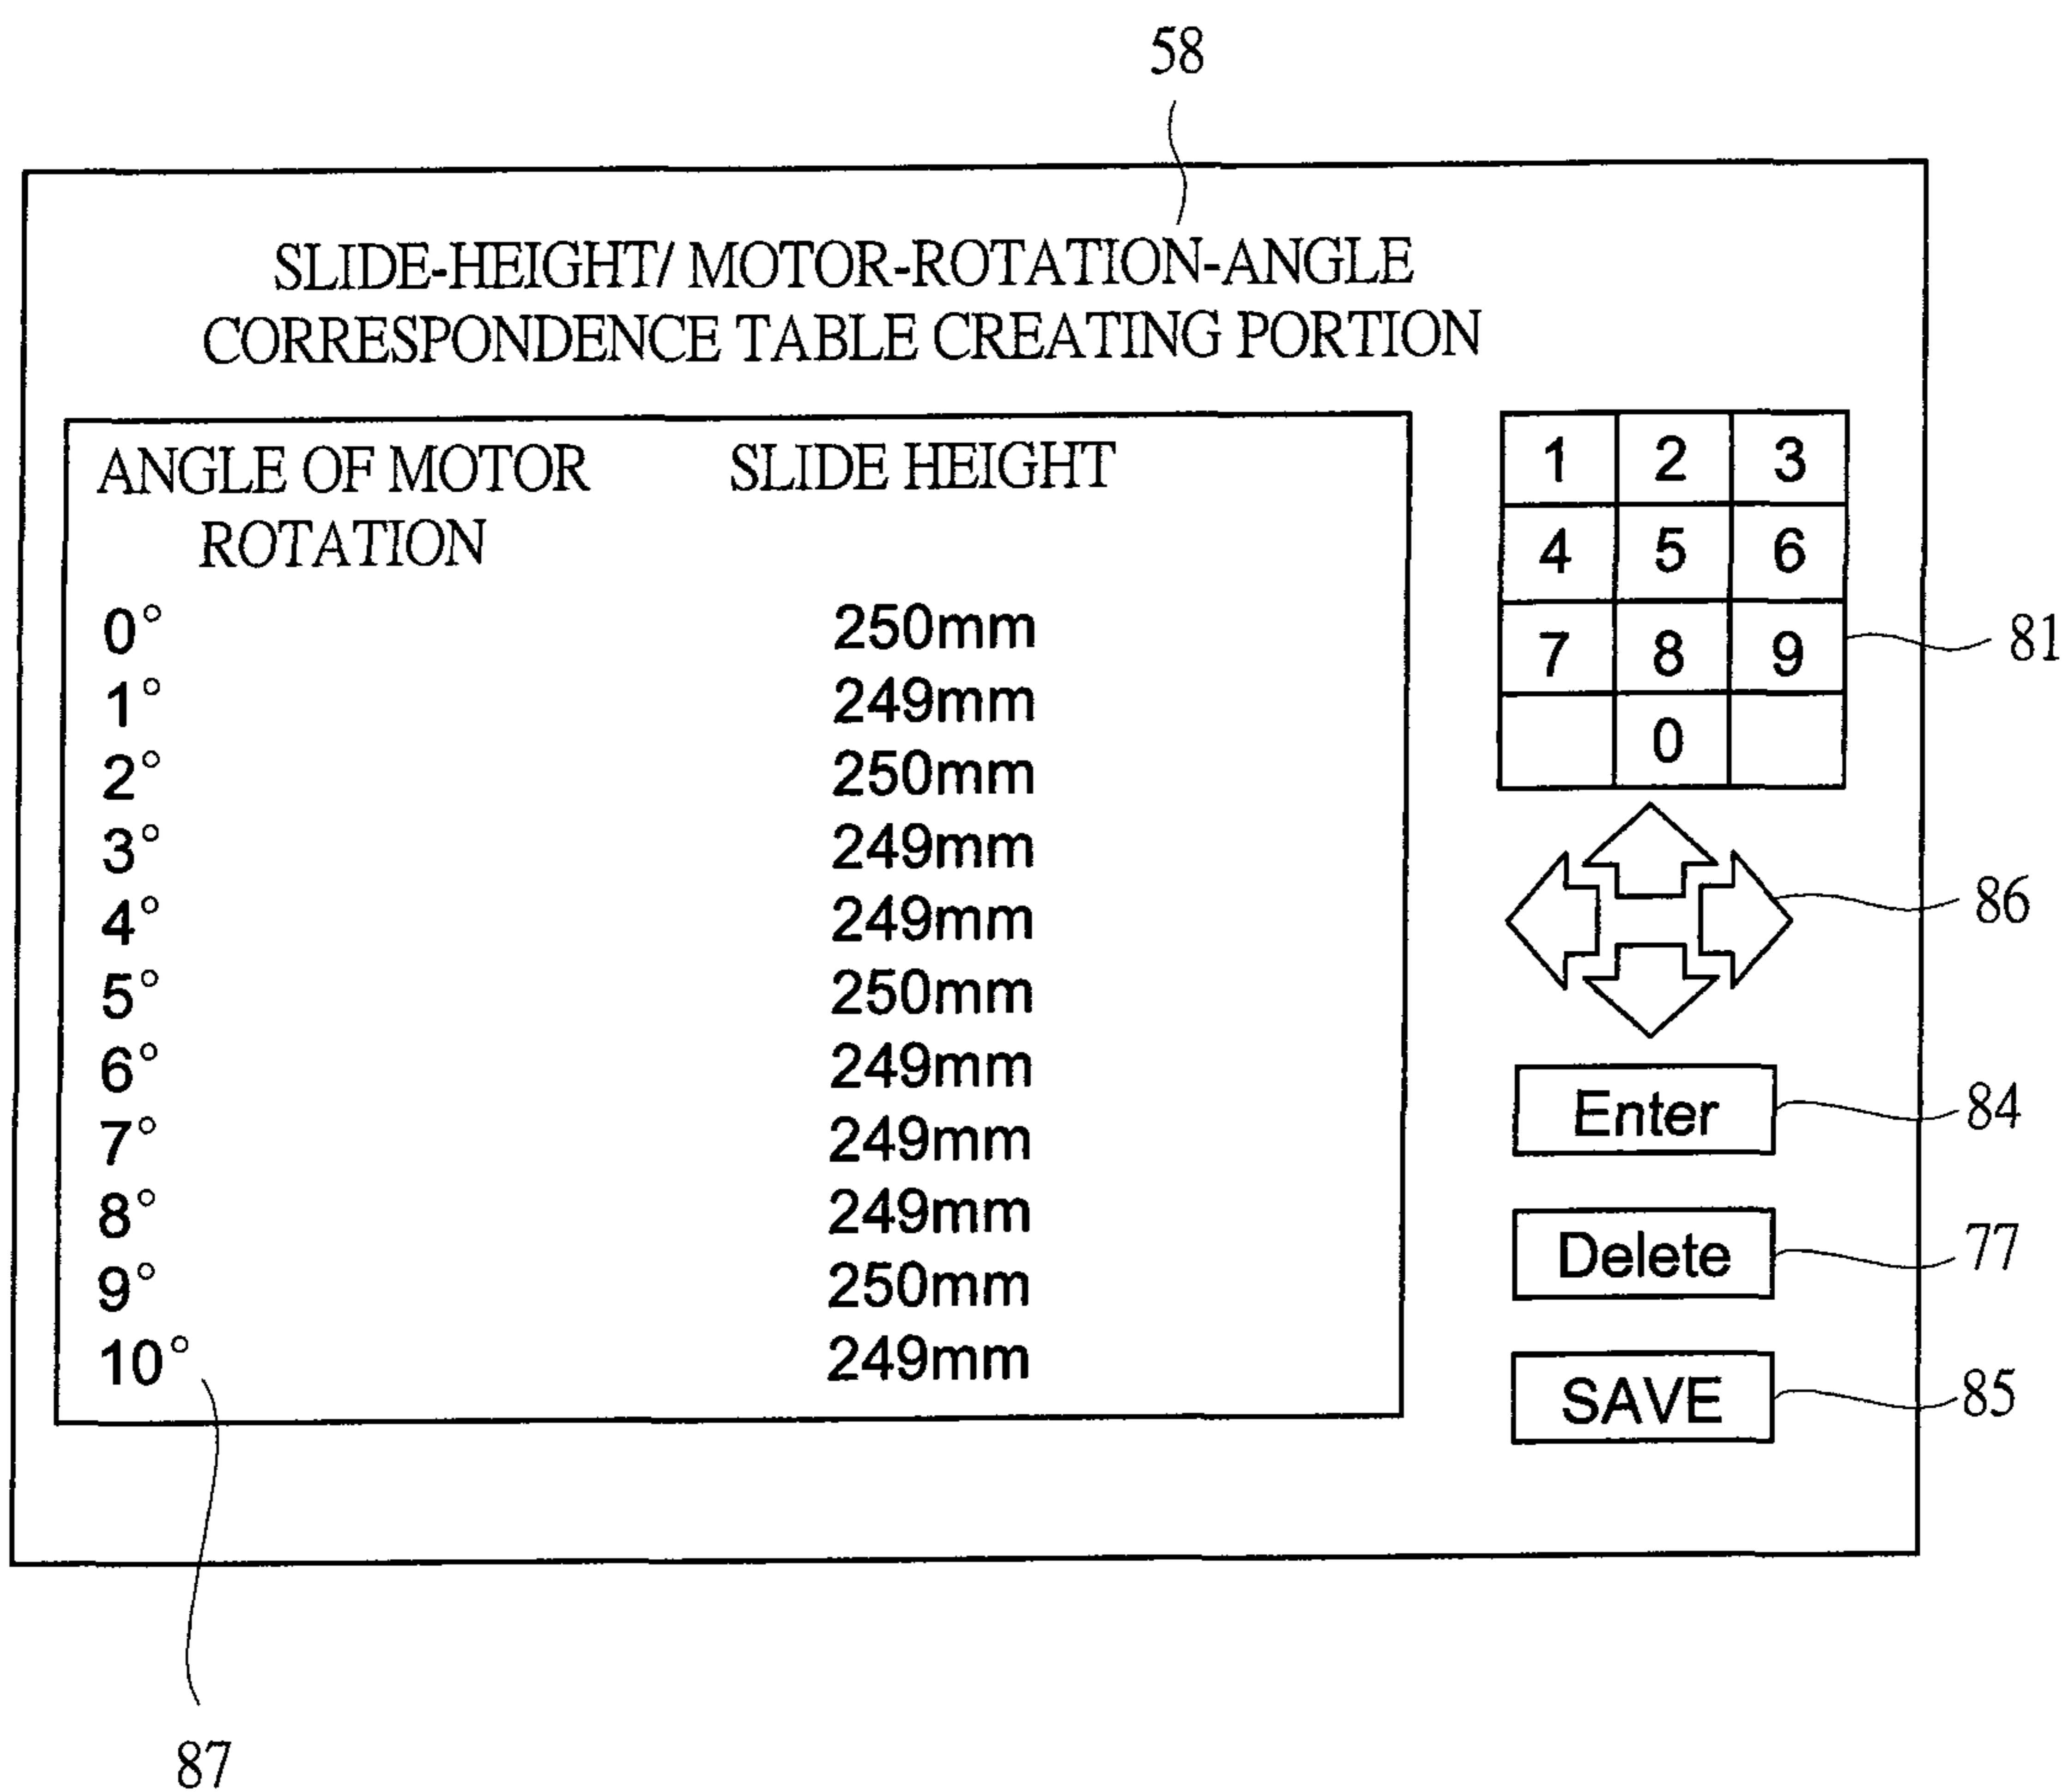 58
SLIDE-HEIGHT/ MOTOR-ROTATION-ANGLE
CORRESPONDENCE TABLE CREATING PORTION
ANGLE OF MOTOR SLIDE HEIGHT
ROTATION
0° 250mm
1° 249mm
2° 250mm
3° 249mm
4° 249mm
5° 250mm
6° 249mm
7° 249mm
8° 249mm
9° 250mm
10° 249mm
1 2 3
4 5 6
7 8 9
0
81
86
Enter
84
Delete
77
SAVE
85
87